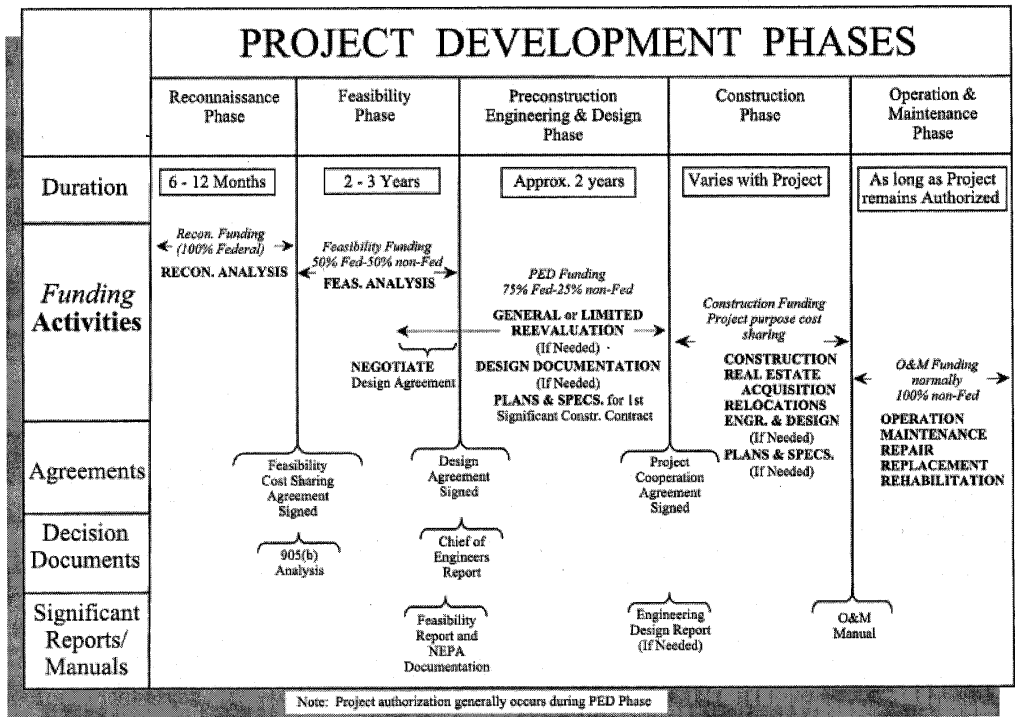 PROJECT DEVELOPMENT PHASES
Reconnaissance
Phase
Feasibility
Phase
Preconstruction
Engineering & Design
Phase
Construction
Phase
Operation &
Maintenance
Phase
Duration
6 - 12 Months
2 - 3 Years
Approx. 2 years
Varies with Project
As long as Project
remains Authorized
Funding
Activities
Recon. Funding
(100% Federal)
RECON. ANALYSIS
Feasibility Funding
50% Fed-50% non-Fed
FEAS. ANALYSIS
NEGOTIATE
Design Agreement
PED Funding
75% Fed-25% non-Fed
GENERAL or LIMITED
REEVALUATION
(If Needed)
DESIGN DOCUMENTATION
(If Needed)
PLANS & SPECS. for 1st
Significant Constr. Contract
Construction Funding
Project purpose cost
sharing
CONSTRUCTION
REAL ESTATE
ACQUISITION
RELOCATIONS
ENGR. & DESIGN
(If Needed)
PLANS & SPECS.
(If Needed)
O&M Funding
normally
100% non-Fed
OPERATION
MAINTENANCE
REPAIR
REPLACEMENT
REHABILITATION
Agreements
Feasibility
Cost Sharing
Agreement
Signed
Design
Agreement
Signed
Project
Cooperation
Agreement
Signed
Decision
Documents
905(b)
Analysis
Chief of
Engineers
Report
Significant
Reports/
Manuals
Feasibility
Report and
NEPA
Documentation
Engineering
Design Report
(If Needed)
O&M
Manual
Note: Project authorization generally occurs during PED Phase